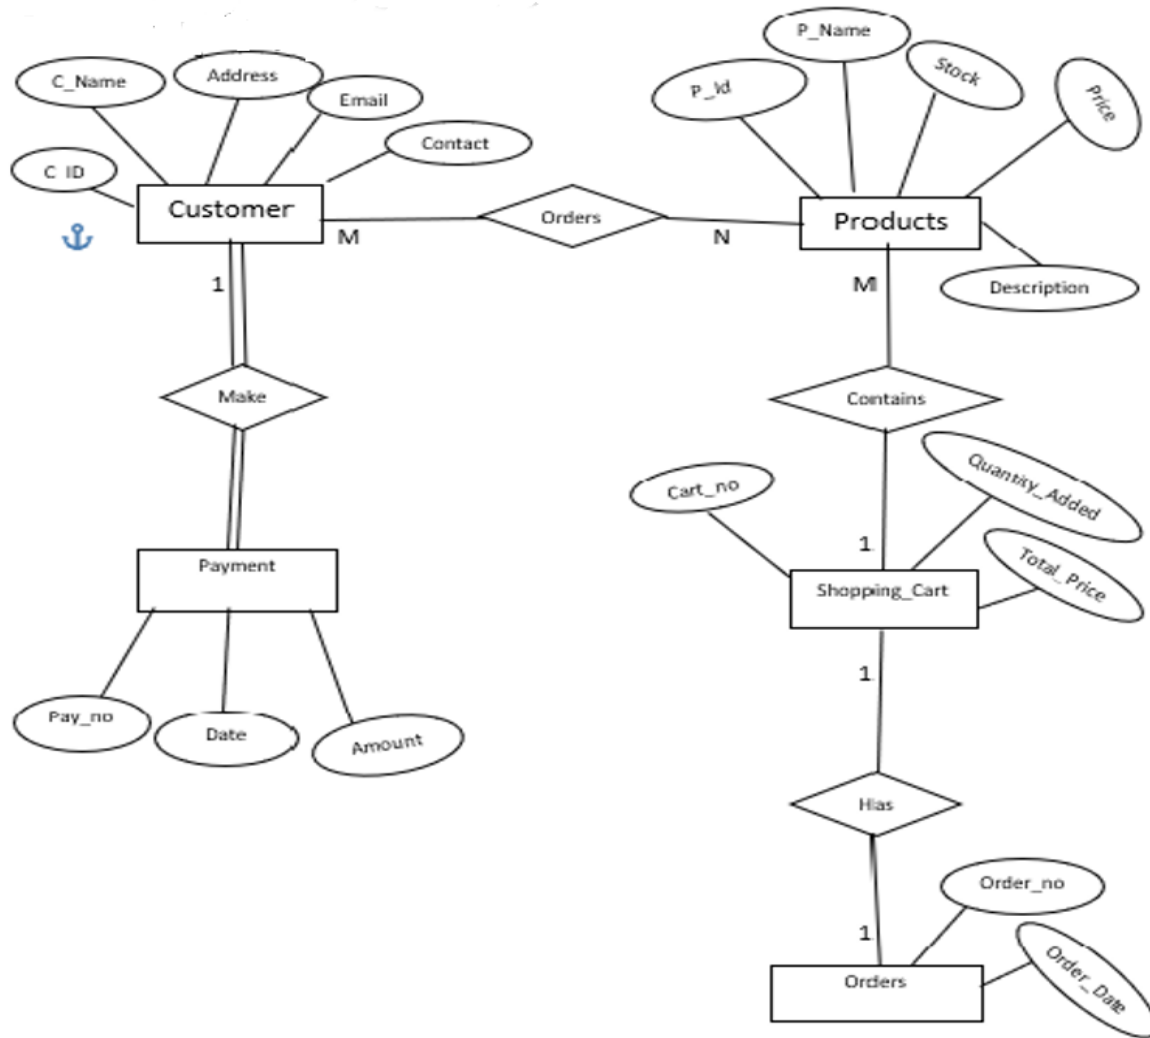 P_Name
C_Name
Address
Email
P_Id
Stock
Price
Contact
C_ID
Customer
Orders
Products
M
N
1
M
Description
Make
Contains
Cart_no
Quantity_Added
1
Payment
Shopping_Cart
Total_Price
1
Pay_no
Date
Amount
Has
Order_no
1
Orders
Order_Date